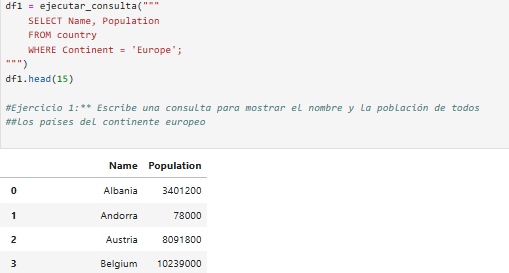 df1 = ejecutar_consulta("""
SELECT Name, Population
FROM country
WHERE Continent = 'Europe';
""")
df1.head(15)
#Ejercicio 1:** Escribe una consulta para mostrar el nombre y la población de todos
##los países del continente europeo
Name Population
0 Albania 3401200
1 Andorra 78000
2 Austria 8091800
3 Belgium 10239000